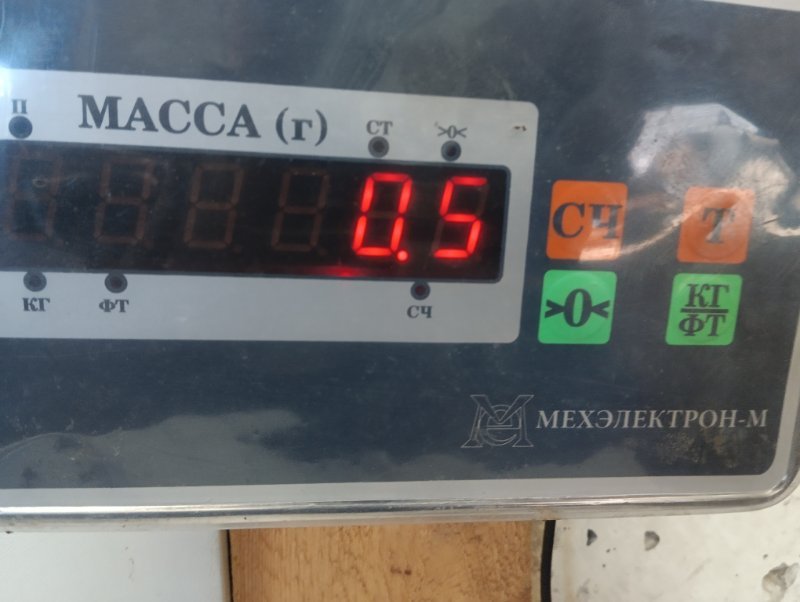 П
МАССА (г)
СТ
>0<
0.5
КГ
ФТ
СЧ
СЧ
Т
>0<
КГ
ФТ
МЕХЭЛЕКТРОН-М